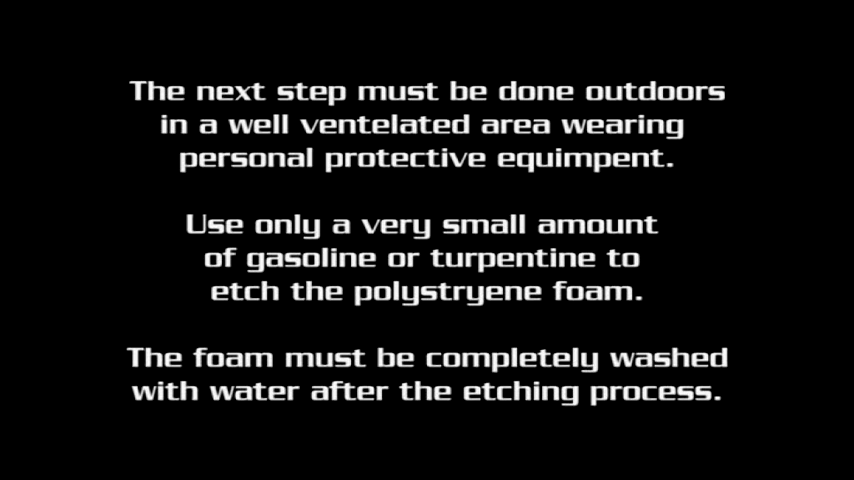 The next step must be done outdoors
in a well ventelated area wearing
personal protective equimpent.
Use only a very small amount
of gasoline or turpentine to
etch the polystryene foam.
The foam must be completely washed
with water after the etching process.